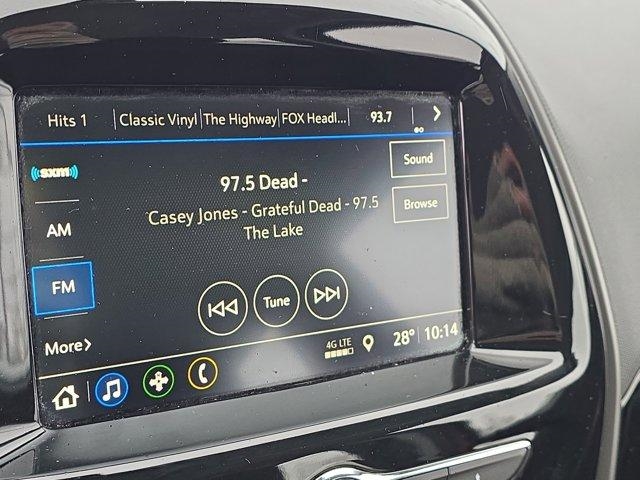 Hits 1 Classic Vinyl The Highway FOX Headl... 93.7
((sxm))
Sound
97.5 Dead -
Browse
Casey Jones - Grateful Dead - 97.5
The Lake
AM
FM
Tune
More
4G LTE
28° 10:14